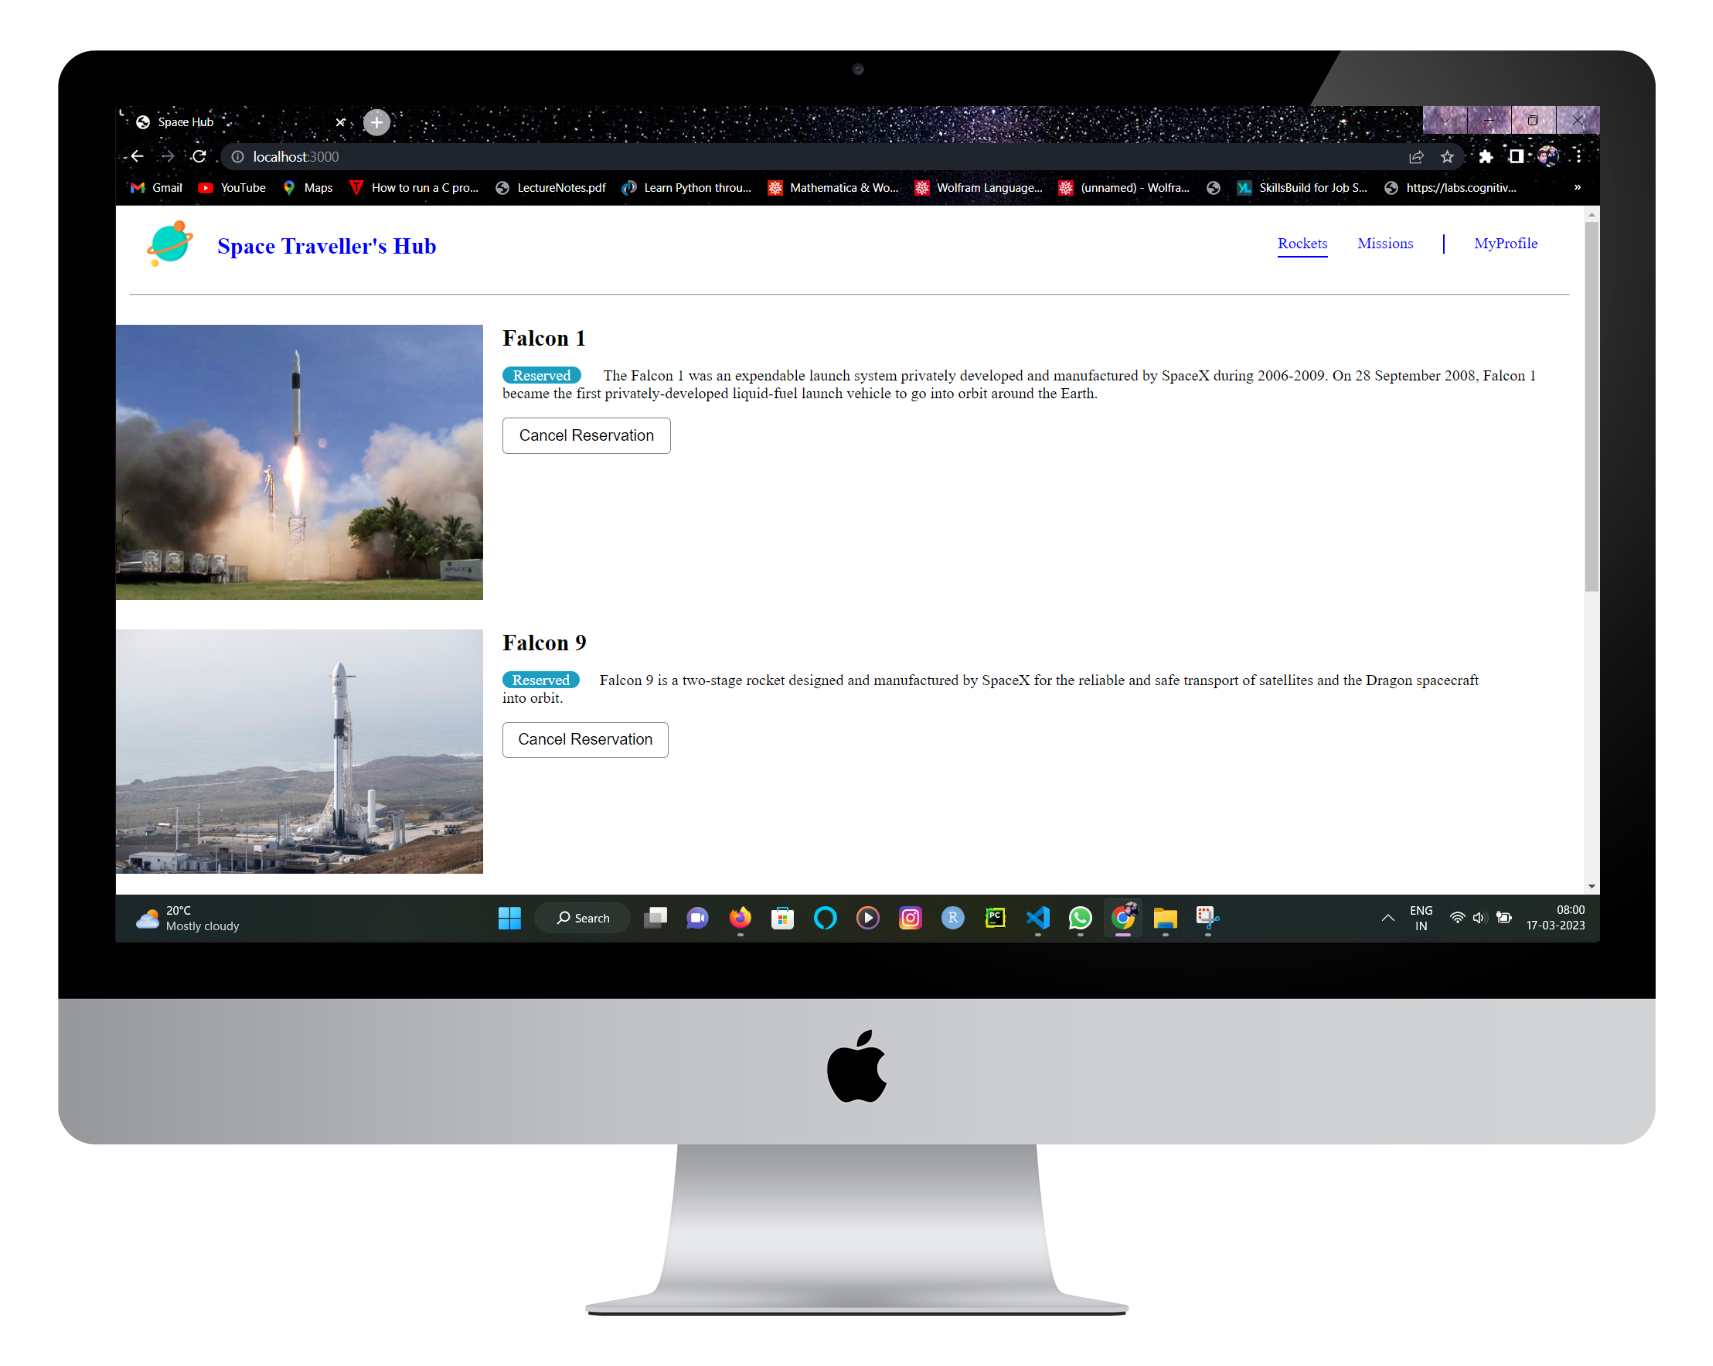 Space Hub
localhost:3000
Gmail YouTube Maps How to run a C pro... LectureNotes.pdf Learn Python throu... Mathematica & Wo... Wolfram Language... (unnamed) - Wolfra... SkillsBuild for Job S... https://labs.cognitiv... »
Space Traveller's Hub Rockets Missions MyProfile
Falcon 1
Reserved The Falcon 1 was an expendable launch system privately developed and manufactured by SpaceX during 2006-2009. On 28 September 2008, Falcon 1
became the first privately-developed liquid-fuel launch vehicle to go into orbit around the Earth.
Cancel Reservation
Falcon 9
Reserved Falcon 9 is a two-stage rocket designed and manufactured by SpaceX for the reliable and safe transport of satellites and the Dragon spacecraft
into orbit.
Cancel Reservation
20°C
Mostly cloudy
Search
R
PC
ENG
IN
08:00
17-03-2023